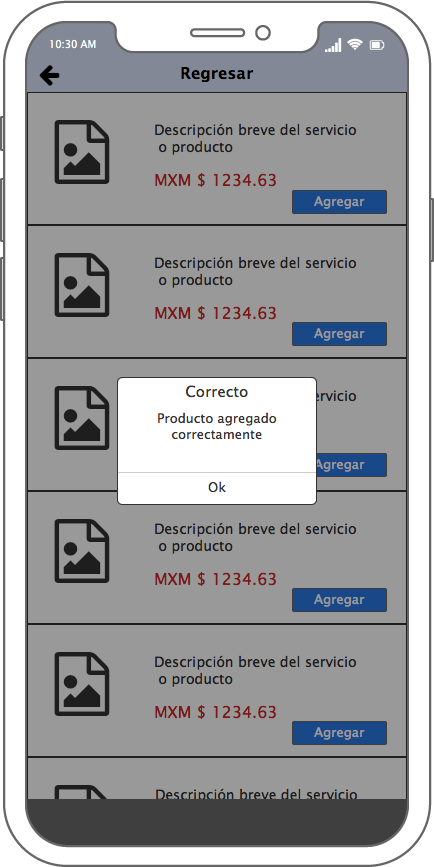 10:30 AM
Regresar
Descripción breve del servicio
o producto
MXM $ 1234.63
Agregar
Descripción breve del servicio
o producto
MXM $ 1234.63
Agregar
ervicio
Correcto
Producto agregado
correctamente
Agregar
Ok
Descripción breve del servicio
o producto
MXM $ 1234.63
Agregar
Descripción breve del servicio
o producto
MXM $ 1234.63
Agregar
Descripción breve del servicio